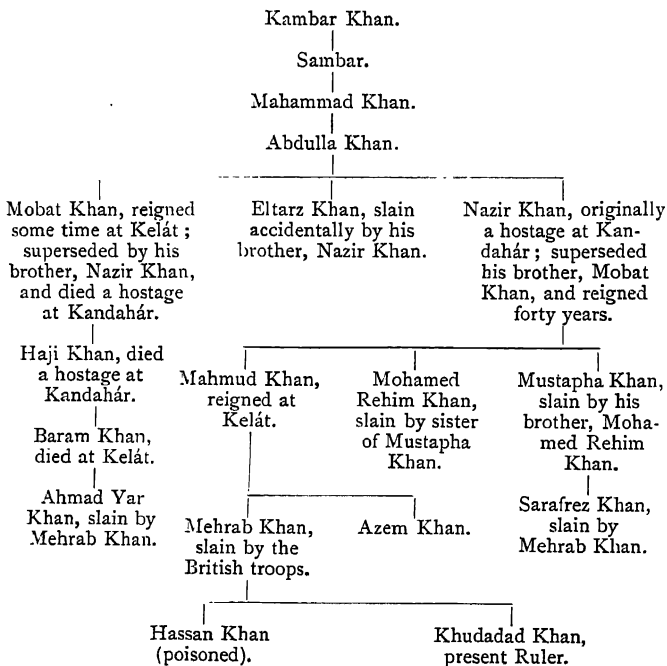 Kambar Khan.
Sambar.
Mahammad Khan.
Abdulla Khan.
Mobat Khan, reigned
some time at Kelát ;
superseded by his
brother, Nazir Khan,
and died a hostage
at Kandahár.
Eltarz Khan, slain
accidentally by his
brother, Nazir Khan.
Nazir Khan, originally
a hostage at Kan-
dahár ; superseded
his brother, Mobat
Khan, and reigned
forty years.
Haji Khan, died
a hostage at
Kandahár.
Baram Khan,
died at Kelát.
Ahmad Yar
Khan, slain by
Mehrab Khan.
Mahmud Khan,
reigned at
Kelát.
Mohamed
Rehim Khan,
slain by sister
of Mustapha
Khan.
Mustapha Khan,
slain by his
brother, Moha-
med Rehim
Khan.
Mehrab Khan,
slain by the
British troops.
Azem Khan.
Sarafrez Khan,
slain by
Mehrab Khan.
Hassan Khan
(poisoned).
Khudadad Khan,
present Ruler.